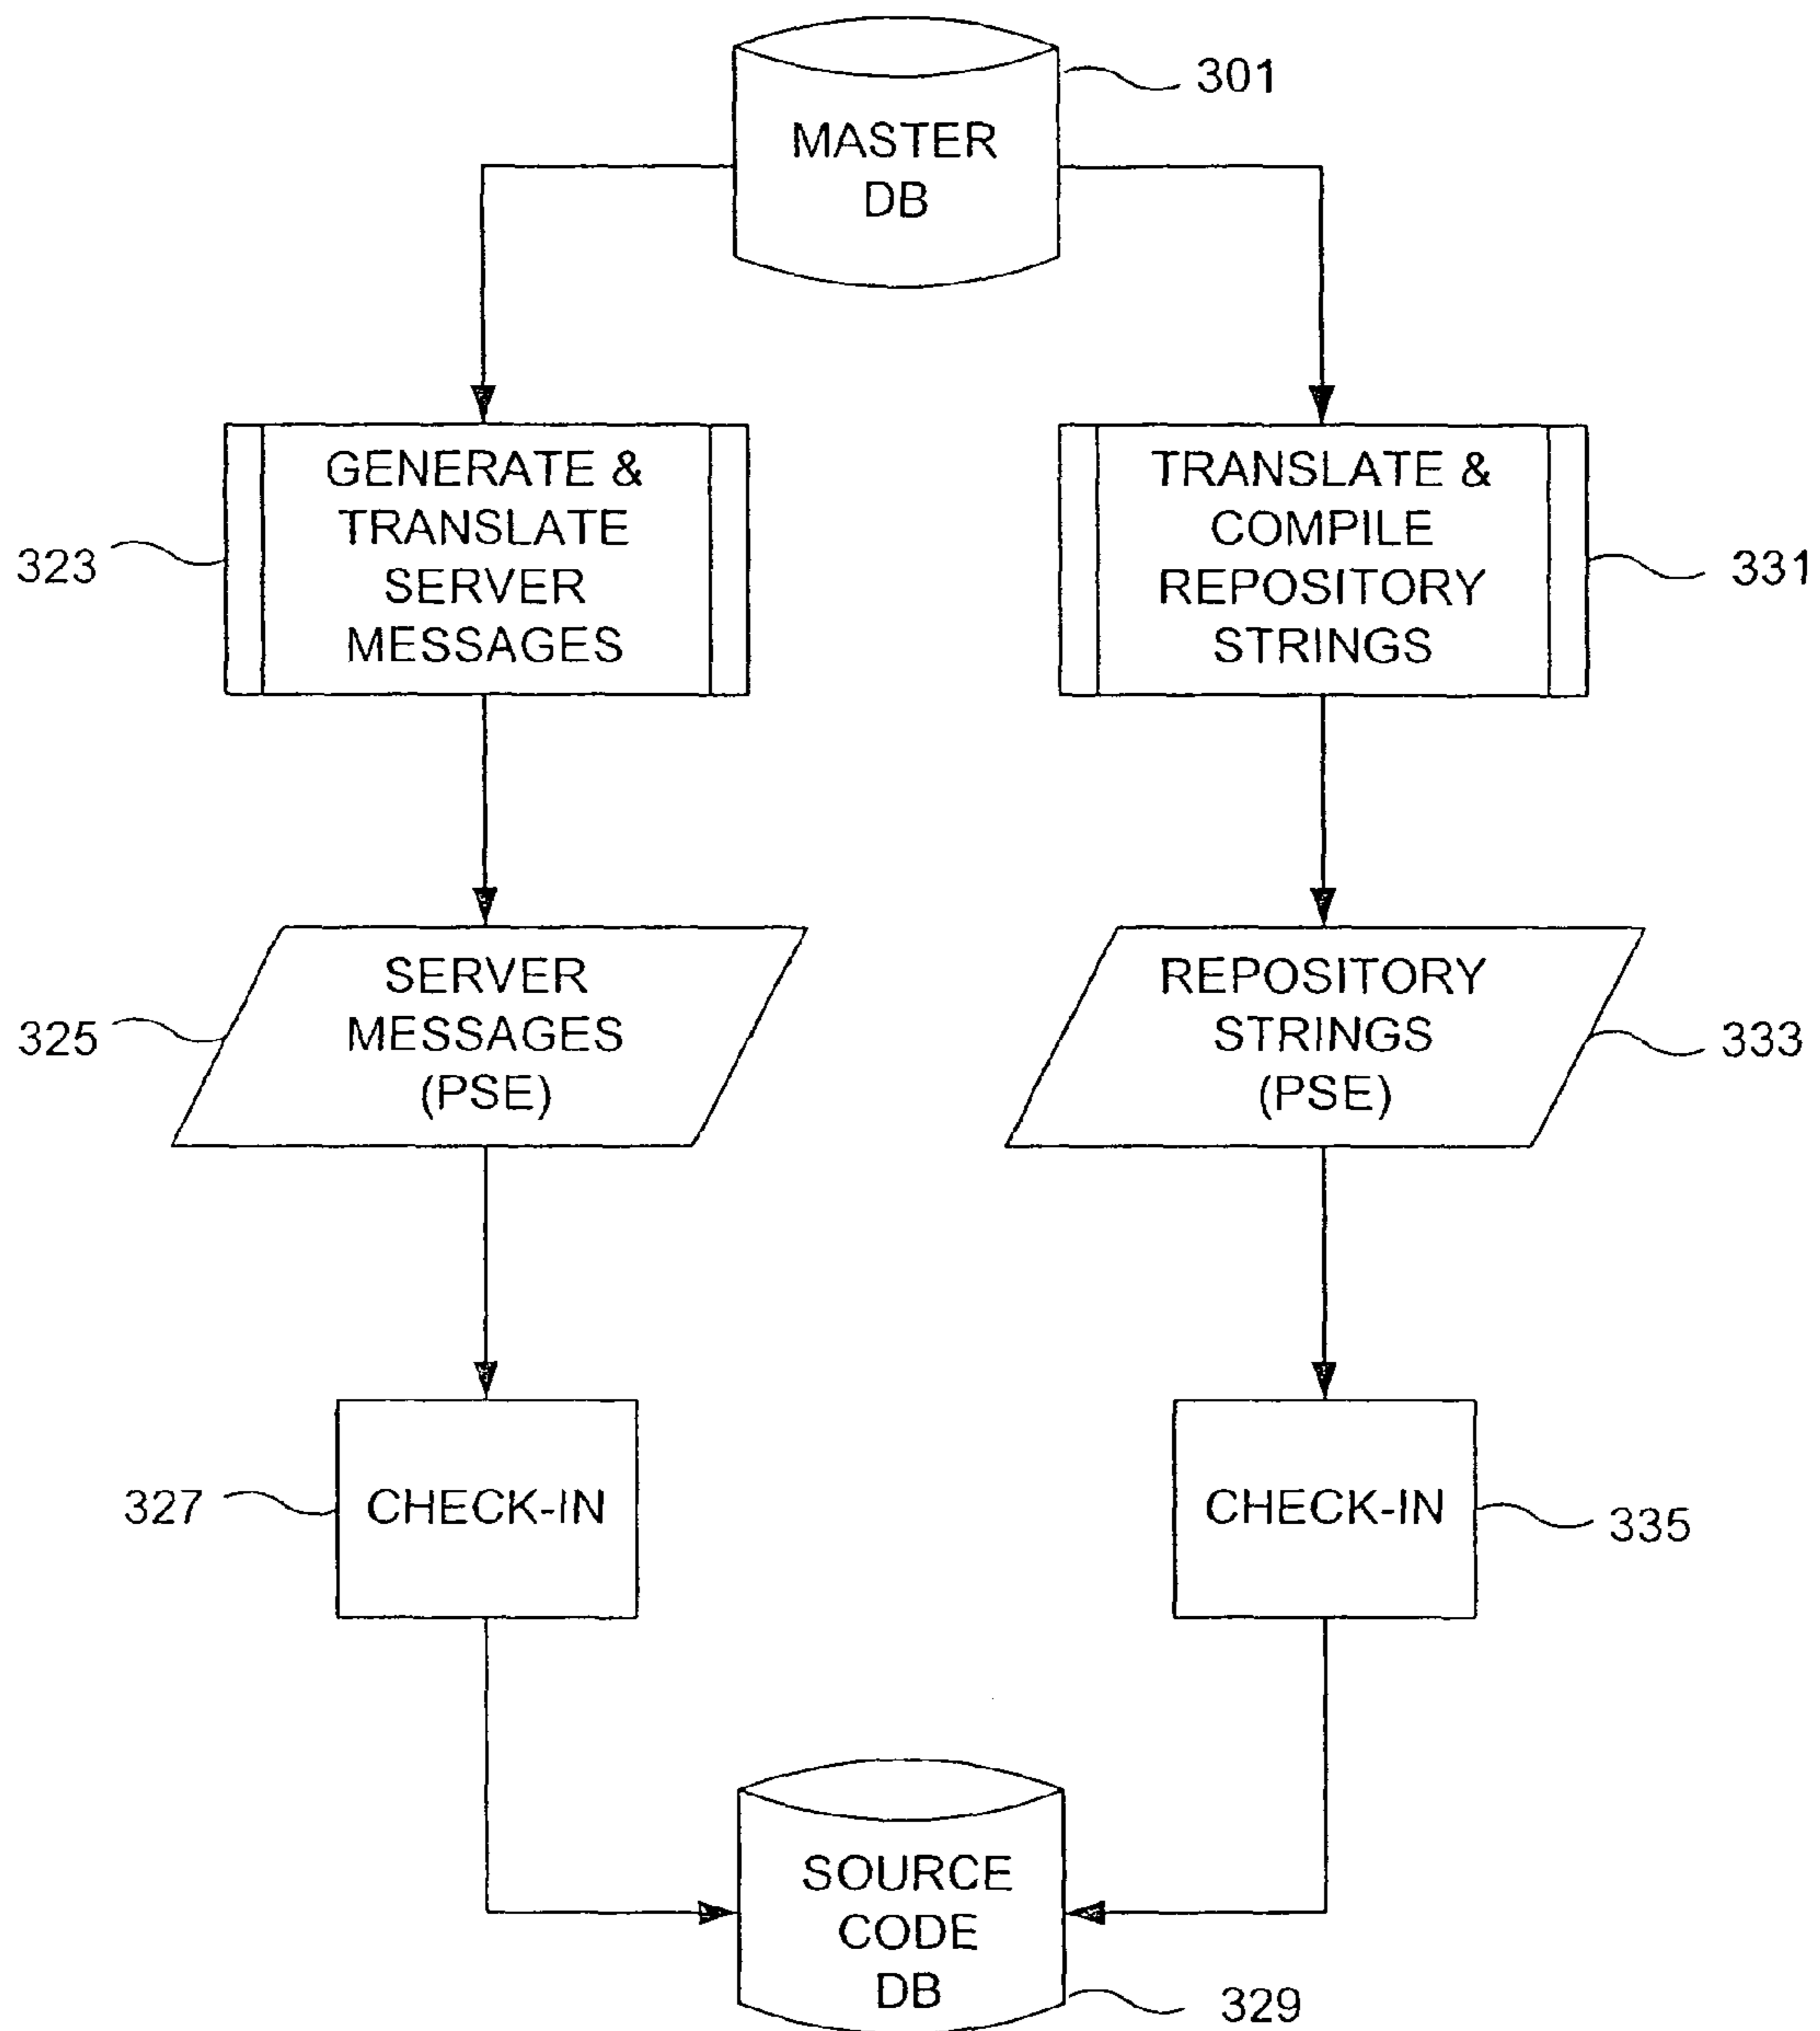 301
MASTER
DB
GENERATE &
TRANSLATE
SERVER
MESSAGES
323
TRANSLATE &
COMPILE
REPOSITORY
STRINGS
331
SERVER
MESSAGES
(PSE)
325
REPOSITORY
STRINGS
(PSE)
333
CHECK-IN
327
CHECK-IN
335
SOURCE
CODE
DB
329